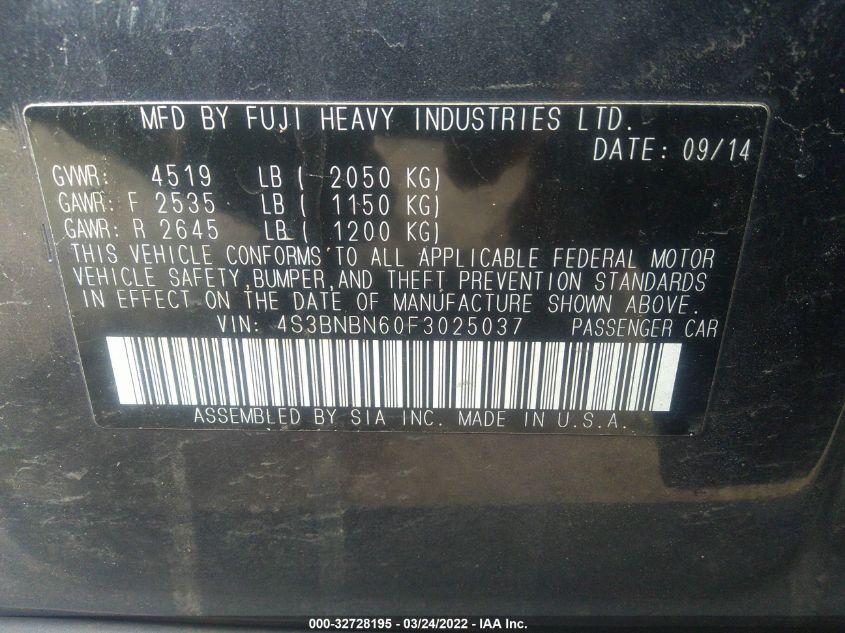 MFD BY FUJI HEAVY INDUSTRIES LTD.
DATE: 09/14
GVWR: 4519 LB ( 2050 KG)
GAWR: F 2535 LB ( 1150 KG)
GAWR: R 2645 LB ( 1200 KG)
THIS VEHICLE CONFORMS TO ALL APPLICABLE FEDERAL MOTOR
VEHICLE SAFETY,BUMPER,AND THEFT PREVENTION STANDARDS
IN EFFECT ON THE DATE OF MANUFACTURE SHOWN ABOVE.
VIN: 4S3BNBN60F3025037 PASSENGER CAR
ASSEMBLED BY SIA INC. MADE IN U.S.A.
000-32728195 - 03/24/2022 - IAA Inc.